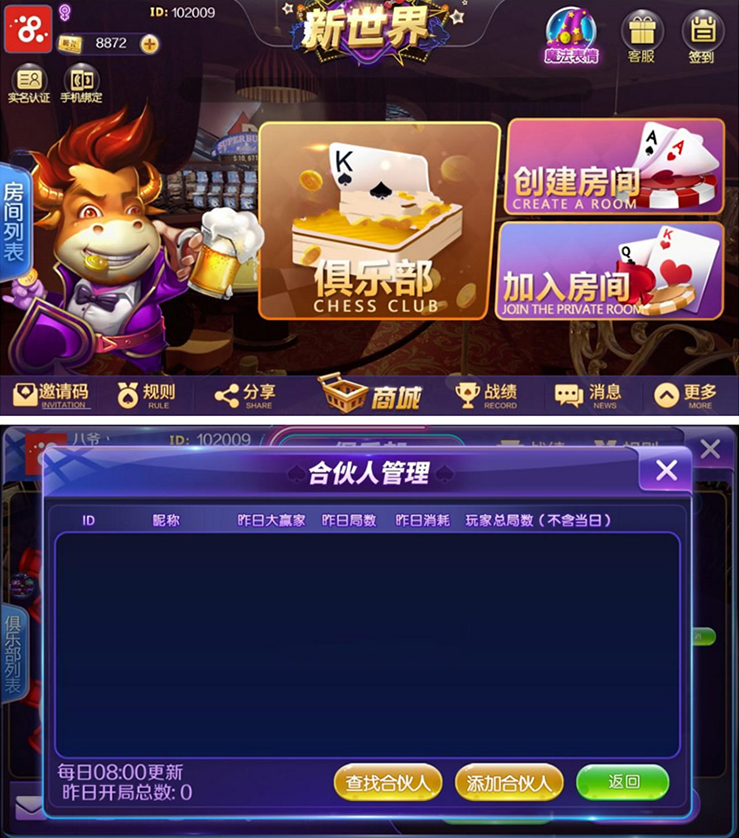 ID: 102009
新世界
8872
魔法表情
客服
签到
实名认证
手机绑定
房间列表
K
俱乐部
CHESS CLUB
A
A
创建房间
CREATE A ROOM
Q
K
加入房间
JOIN THE PRIVATE ROOM
邀请码
INVITATION
规则
RULE
分享
SHARE
商城
战绩
RECORD
消息
NEWS
更多
MORE
八爷
ID: 102009
俱乐部
战绩
规则
合伙人管理
ID 昵称 昨日大赢家 昨日局数 昨日消耗 玩家总局数(不含当日)
俱乐部列表
每日08:00更新
昨日开局总数: 0
查找合伙人
添加合伙人
返回